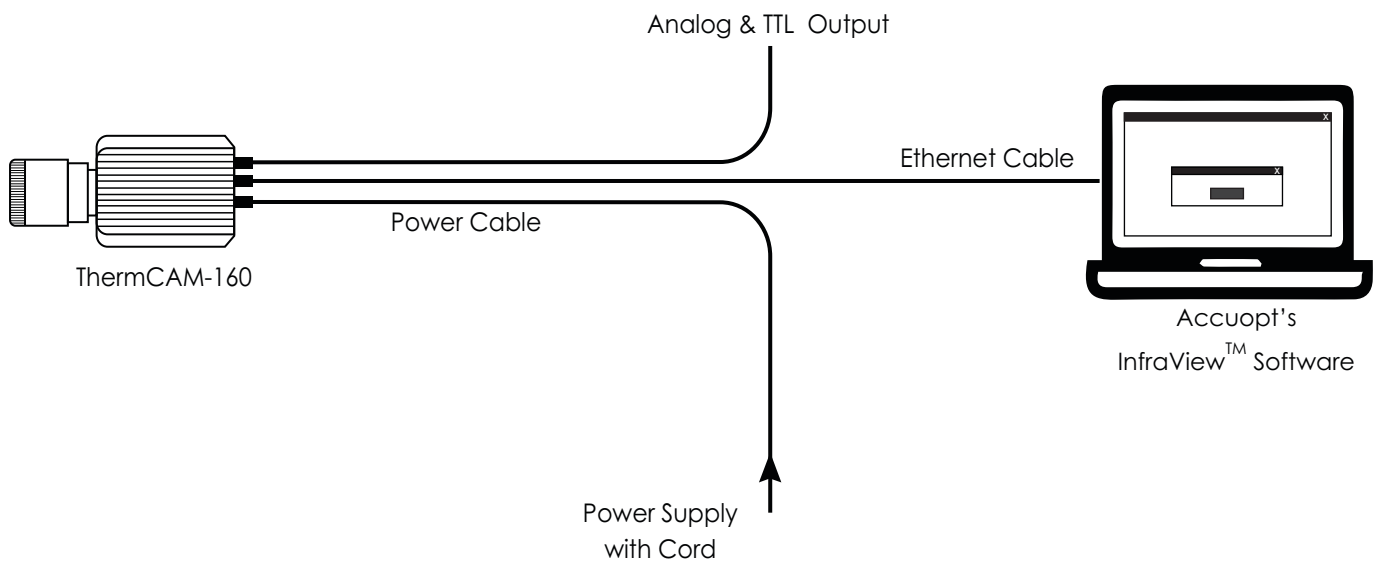 Analog & TTL Output
Ethernet Cable
Power Cable
ThermCAM-160
X
X
Accuopt's
InfraView™ Software
Power Supply
with Cord